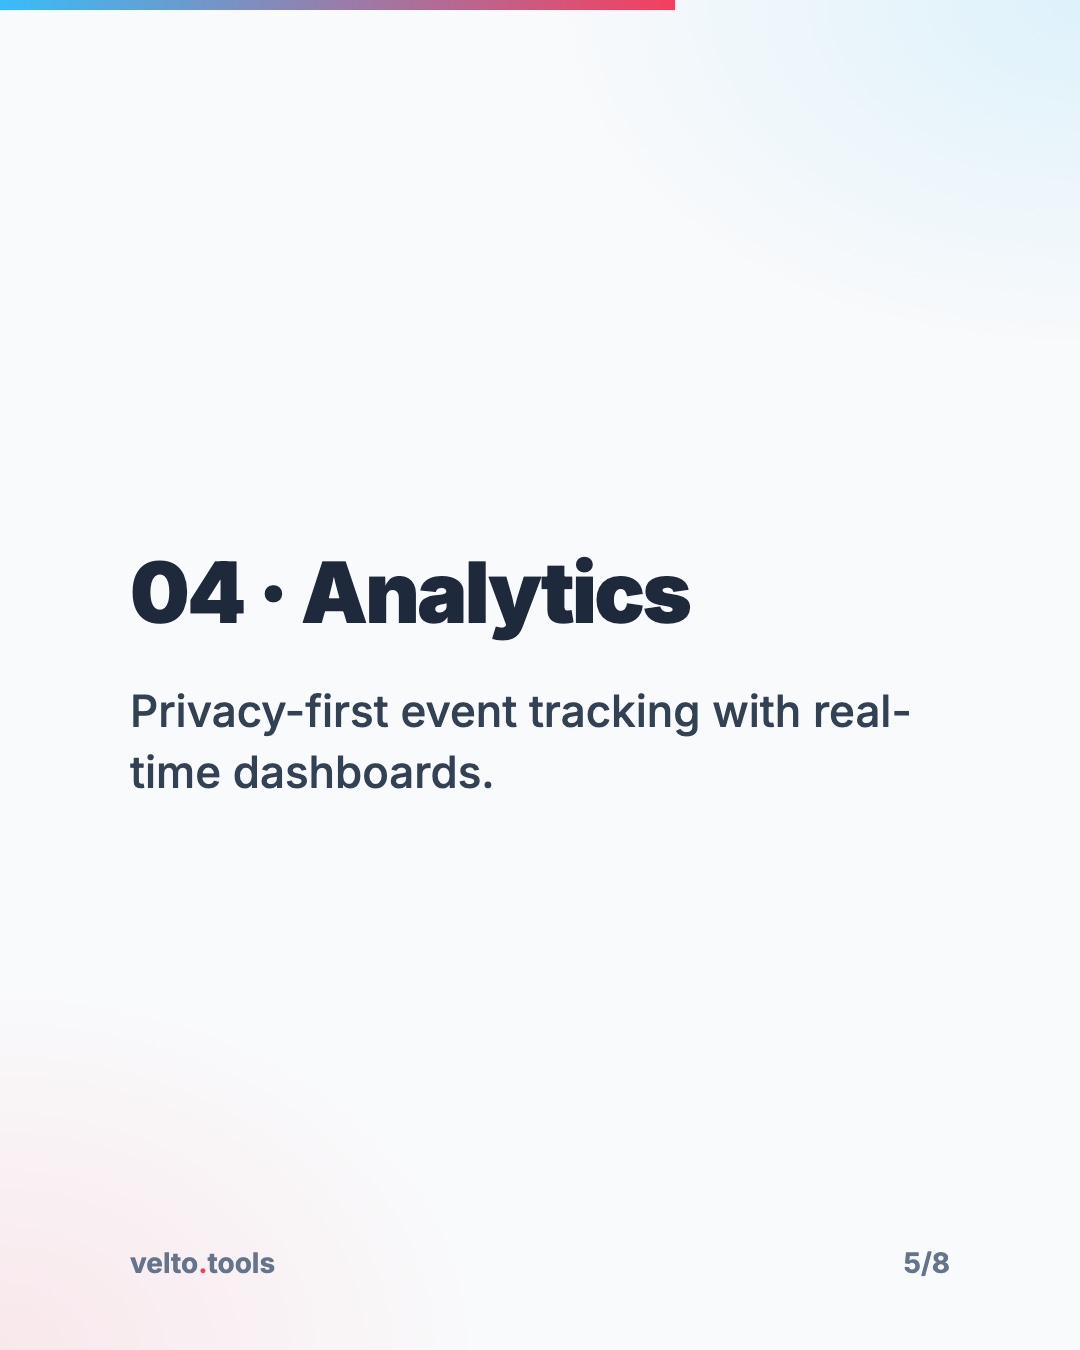 04 · Analytics
Privacy-first event tracking with real-
time dashboards.
velto.tools
5/8